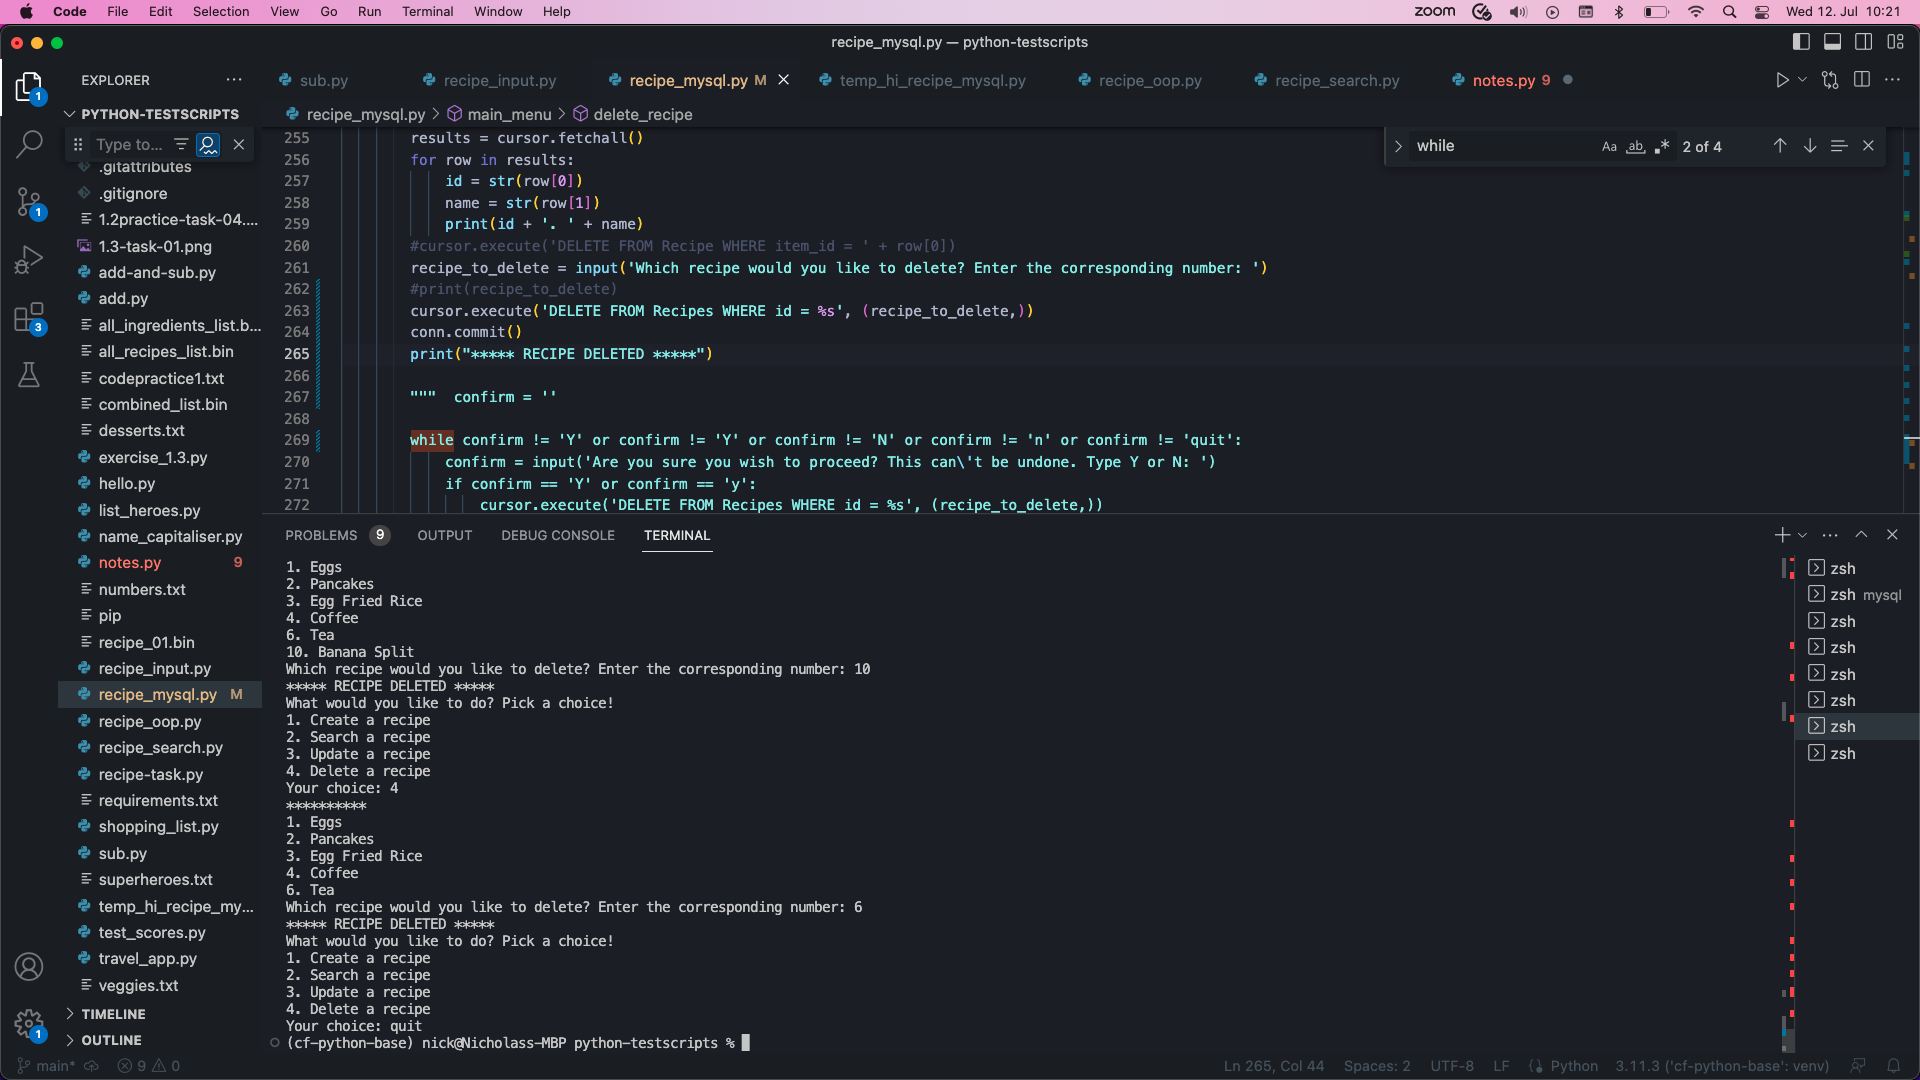 Code File Edit Selection View Go Run Terminal Window Help zoom Wed 12. Jul 10:21
recipe_mysql.py — python-testscripts
EXPLORER ...
sub.py recipe_input.py recipe_mysql.py M temp_hi_recipe_mysql.py recipe_oop.py recipe_search.py notes.py 9
PYTHON-TESTSCRIPTS
recipe_mysql.py > main_menu > delete_recipe
Type to...
while Aa ab 2 of 4
.gitattributes
.gitignore
1.2practice-task-04....
1.3-task-01.png
add-and-sub.py
add.py
all_ingredients_list.b...
all_recipes_list.bin
codepractice1.txt
combined_list.bin
desserts.txt
exercise_1.3.py
hello.py
list_heroes.py
name_capitaliser.py
notes.py 9
numbers.txt
pip
recipe_01.bin
recipe_input.py
recipe_mysql.py M
recipe_oop.py
recipe_search.py
recipe-task.py
requirements.txt
shopping_list.py
sub.py
superheroes.txt
temp_hi_recipe_my...
test_scores.py
travel_app.py
veggies.txt
TIMELINE
OUTLINE
1
1
3
1
255 results = cursor.fetchall()
256 for row in results:
257 id = str(row[0])
258 name = str(row[1])
259 print(id + '. ' + name)
260 #cursor.execute('DELETE FROM Recipe WHERE item_id = ' + row[0])
261 recipe_to_delete = input('Which recipe would you like to delete? Enter the corresponding number: ')
262 #print(recipe_to_delete)
263 cursor.execute('DELETE FROM Recipes WHERE id = %s', (recipe_to_delete,))
264 conn.commit()
265 print("***** RECIPE DELETED *****")
266
267 """  confirm = ''
268
269 while confirm != 'Y' or confirm != 'Y' or confirm != 'N' or confirm != 'n' or confirm != 'quit':
270 confirm = input('Are you sure you wish to proceed? This can\'t be undone. Type Y or N: ')
271 if confirm == 'Y' or confirm == 'y':
272 cursor.execute('DELETE FROM Recipes WHERE id = %s', (recipe_to_delete,))
PROBLEMS 9 OUTPUT DEBUG CONSOLE TERMINAL
1. Eggs
2. Pancakes
3. Egg Fried Rice
4. Coffee
6. Tea
10. Banana Split
Which recipe would you like to delete? Enter the corresponding number: 10
***** RECIPE DELETED *****
What would you like to do? Pick a choice!
1. Create a recipe
2. Search a recipe
3. Update a recipe
4. Delete a recipe
Your choice: 4
**********
1. Eggs
2. Pancakes
3. Egg Fried Rice
4. Coffee
6. Tea
Which recipe would you like to delete? Enter the corresponding number: 6
***** RECIPE DELETED *****
What would you like to do? Pick a choice!
1. Create a recipe
2. Search a recipe
3. Update a recipe
4. Delete a recipe
Your choice: quit
(cf-python-base) nick@Nicholass-MBP python-testscripts %
zsh
zsh mysql
zsh
zsh
zsh
zsh
zsh
zsh
main* 9 0 Ln 265, Col 44 Spaces: 2 UTF-8 LF Python 3.11.3 ('cf-python-base': venv)